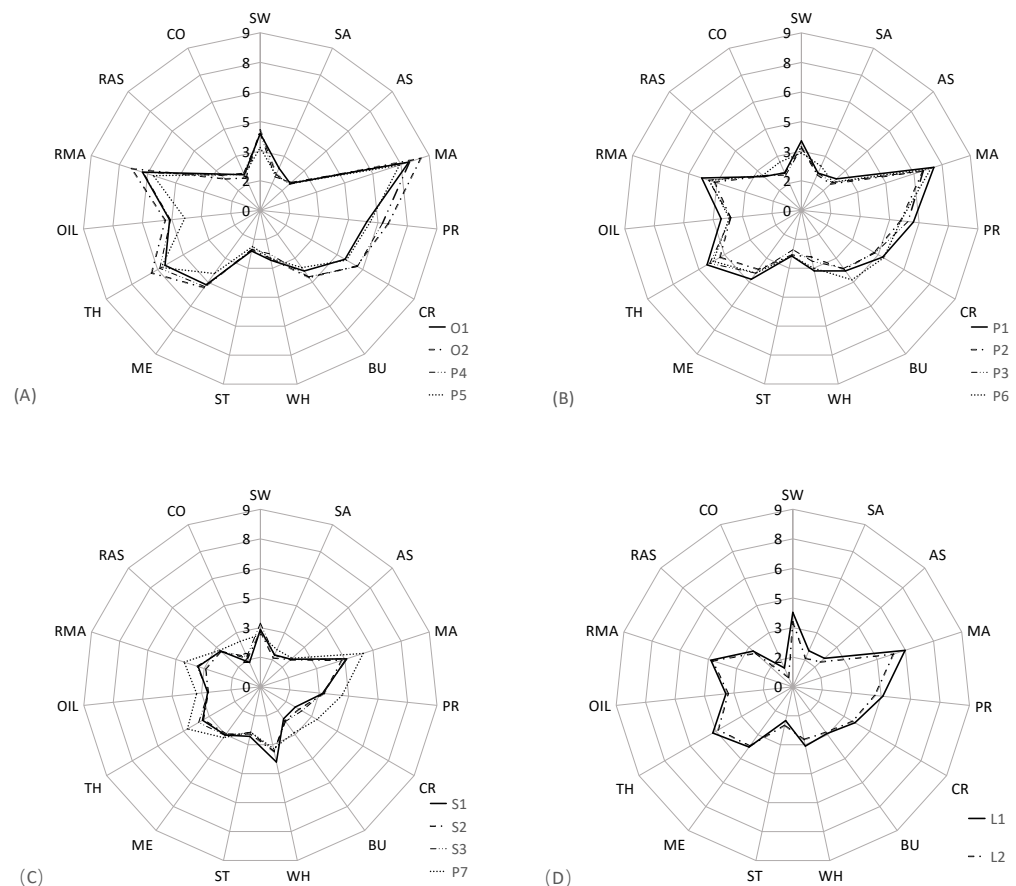 SW
SA
AS
MA
PR
CR
BU
WH
ST
ME
TH
OIL
RMA
RAS
CO
9
8
6
5
3
2
0
O1
O2
P4
P5
(A)
SW
SA
AS
MA
PR
CR
BU
WH
ST
ME
TH
OIL
RMA
RAS
CO
9
8
6
5
3
2
0
P1
P2
P3
P6
(B)
SW
SA
AS
MA
PR
CR
BU
WH
ST
ME
TH
OIL
RMA
RAS
CO
9
8
6
5
3
2
0
S1
S2
S3
P7
(C)
SW
SA
AS
MA
PR
CR
BU
WH
ST
ME
TH
OIL
RMA
RAS
CO
9
8
6
5
3
2
0
L1
L2
(D)